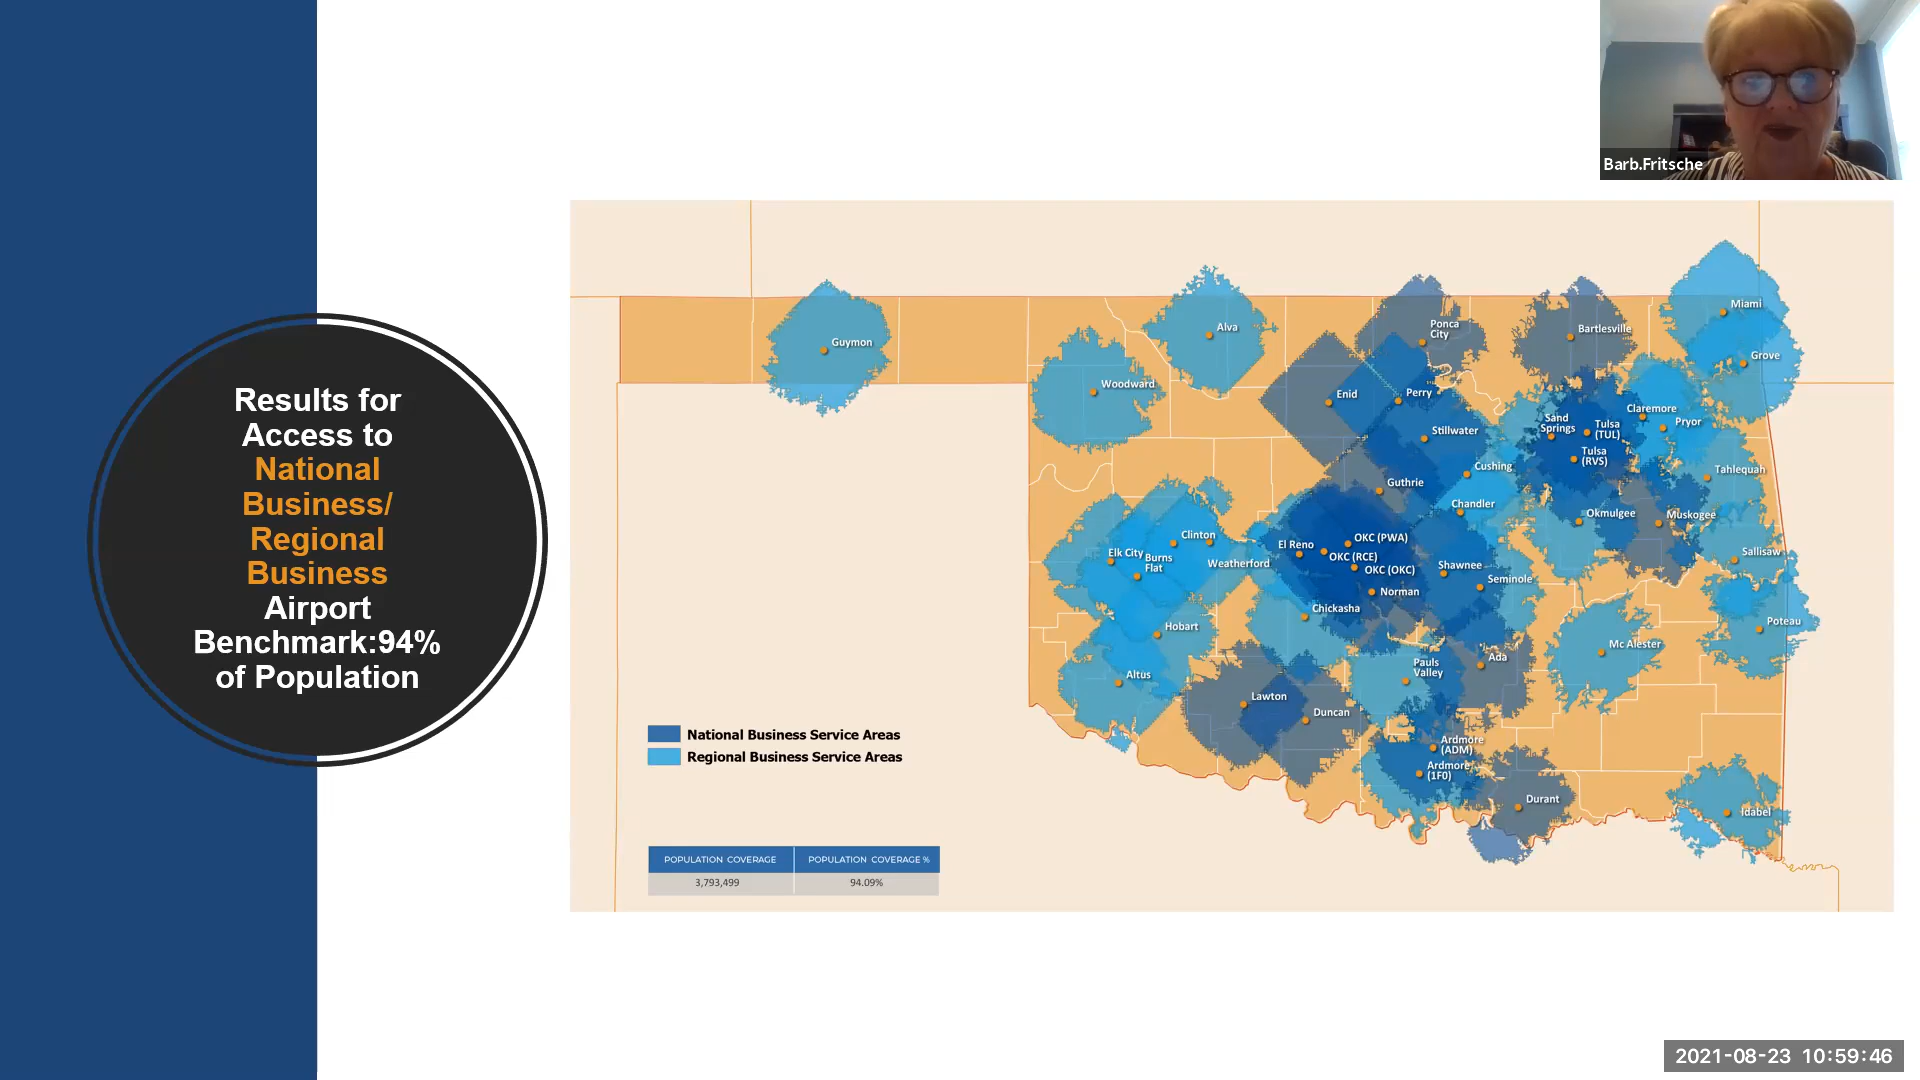 Barb.Fritsche
Results for
Access to
National
Business/
Regional
Business
Airport
Benchmark:94%
of Population
Guymon
Woodward
Alva
Ponca
City
Bartlesville
Miami
Grove
Enid
Perry
Stillwater
Cushing
Guthrie
Chandler
Sand
Springs
Tulsa
(TUL)
Tulsa
(RVS)
Claremore
Pryor
Tahlequah
Okmulgee
Muskogee
Sallisaw
Clinton
Elk City
Burns
Flat
Weatherford
El Reno
OKC (PWA)
OKC (RCE)
OKC (OKC)
Norman
Shawnee
Seminole
Chickasha
Hobart
Altus
Pauls
Valley
Ada
Mc Alester
Poteau
Lawton
Duncan
Ardmore
(ADM)
Ardmore
(1F0)
Durant
Idabel
National Business Service Areas
Regional Business Service Areas
POPULATION COVERAGE POPULATION COVERAGE %
3,793,499 94.09%
2021-08-23 10:59:46